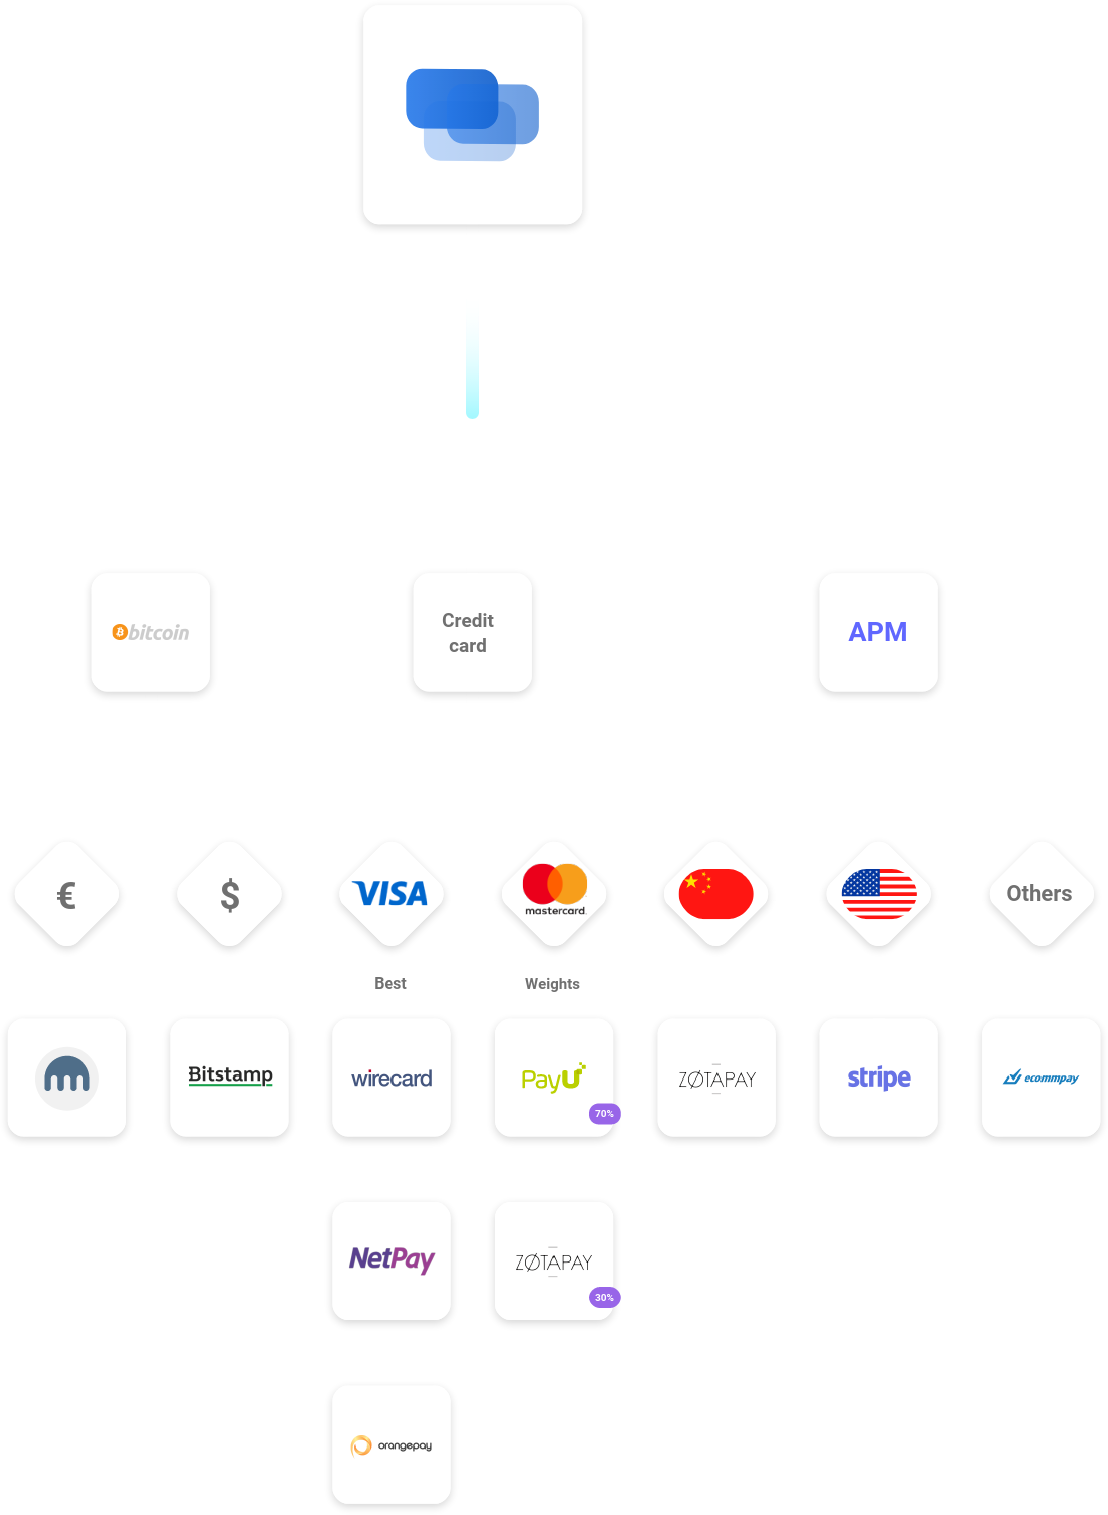 bitcoin
Credit
card
APM
€
$
VISA
mastercard
Others
Best
Weights
Bitstamp
wirecard
PayU
70%
ZØTAPAY
stripe
ecommpay
NetPay
ZØTAPAY
30%
orangepay